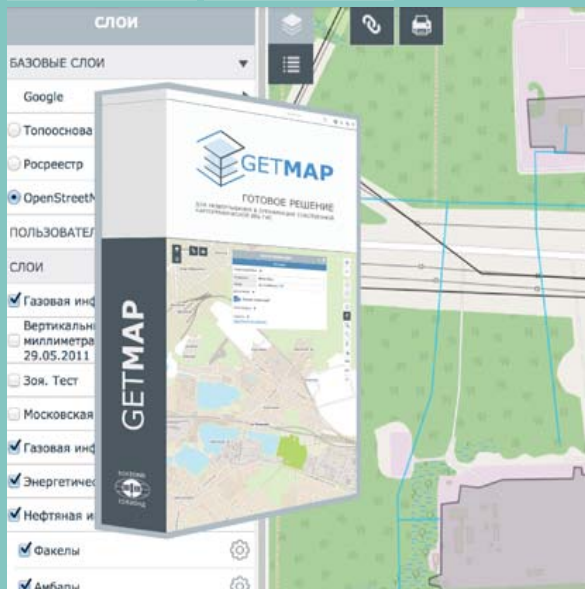 СЛОИ
БАЗОВЫЕ СЛОИ
Google
Топооснова
Росреестр
OpenStreetM
ПОЛЬЗОВАТЕЛ
СЛОИ
Газовая инф
Вертикальн
миллиметра
29.05.2011
Зоя. Тест
Московская
Газовая инф
Энергетичес
Нефтяная и
Факелы
Амбары
GETMAP
ГОТОВОЕ РЕШЕНИЕ
GETMAP